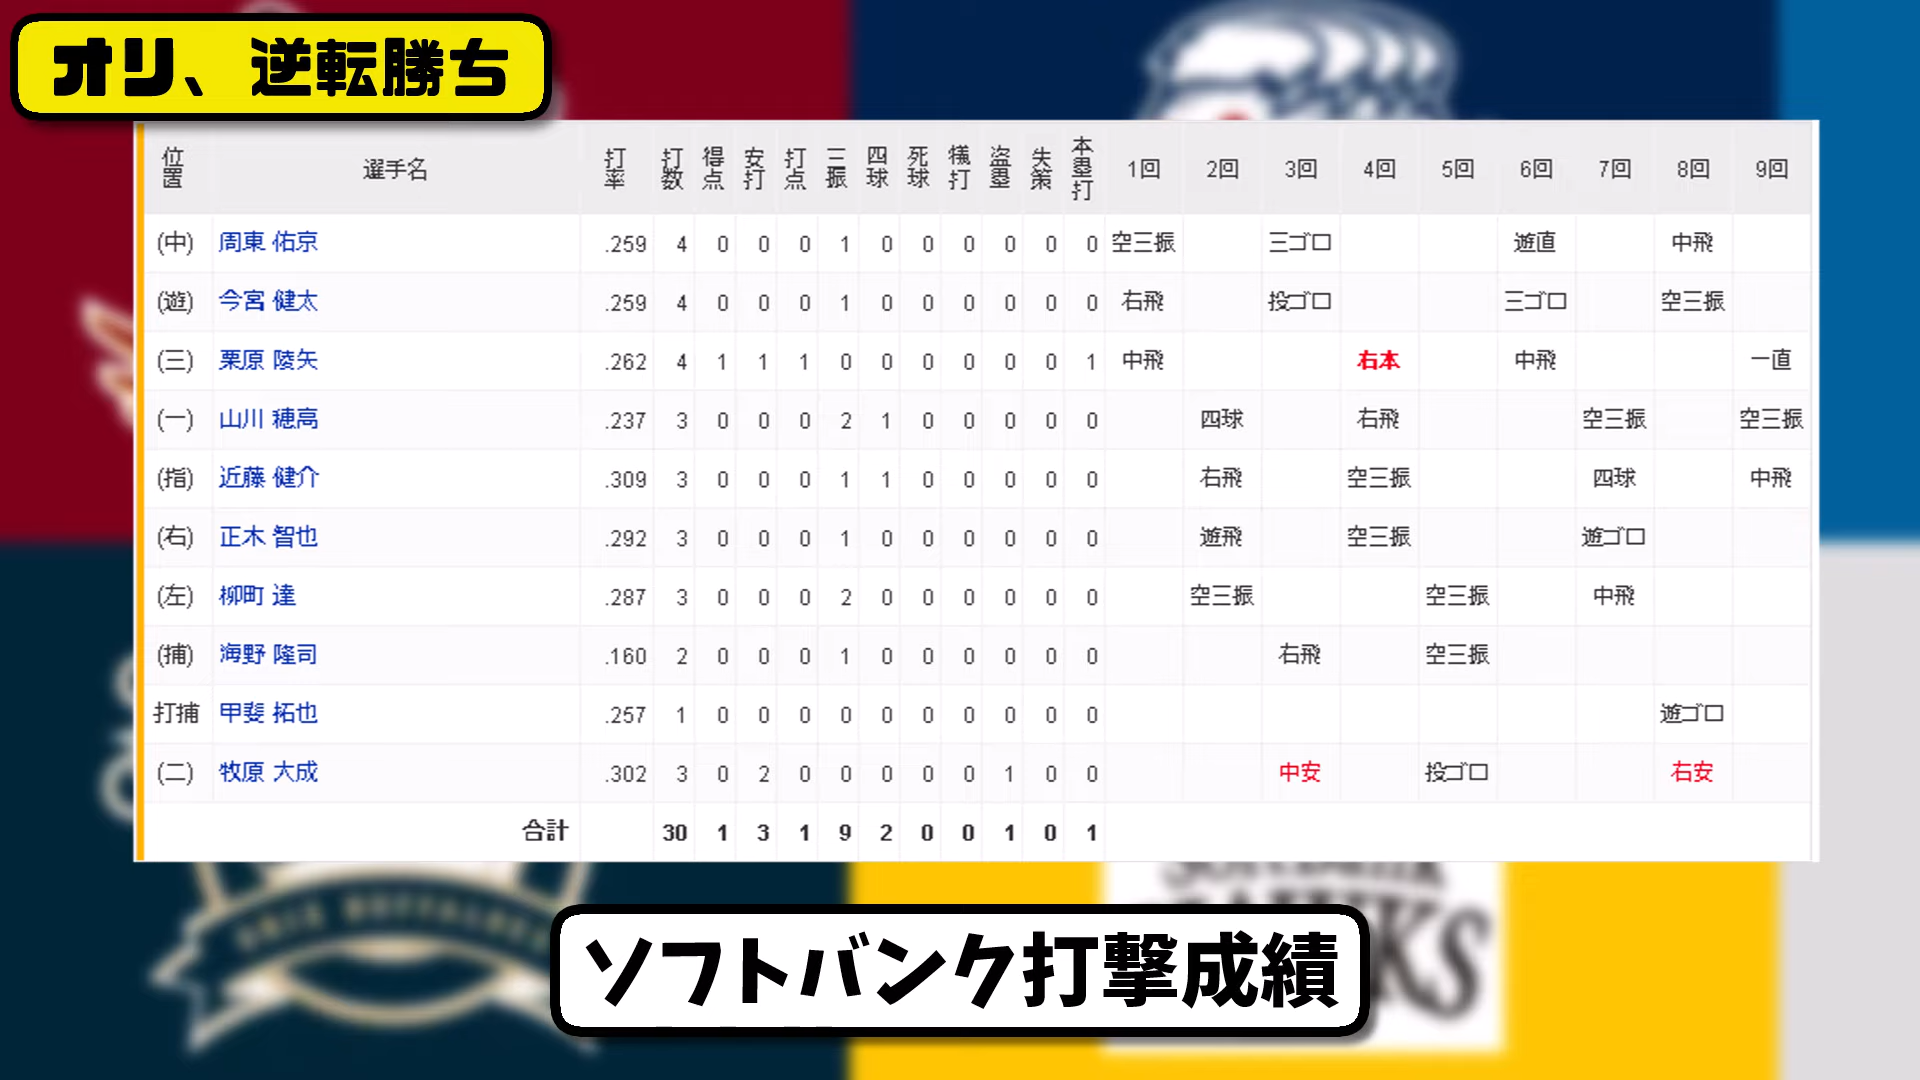 オリ、逆転勝ち
位置 選手名 打率 打数 得点 安打 打点 三振 四球 死球 犠打 盗塁 失策 本塁打 1回 2回 3回 4回 5回 6回 7回 8回 9回
(中) 周東 佑京 .259 4 0 0 0 1 0 0 0 0 0 0 空三振 三ゴロ 遊直 中飛
(遊) 今宮 健太 .259 4 0 0 0 1 0 0 0 0 0 0 右飛 投ゴロ 三ゴロ 空三振
(三) 栗原 陵矢 .262 4 1 1 1 0 0 0 0 0 0 1 中飛 右本 中飛 一直
(一) 山川 穂高 .237 3 0 0 0 2 1 0 0 0 0 0 四球 右飛 空三振 空三振
(指) 近藤 健介 .309 3 0 0 0 1 1 0 0 0 0 0 右飛 空三振 四球 中飛
(右) 正木 智也 .292 3 0 0 0 1 0 0 0 0 0 0 遊飛 空三振 遊ゴロ
(左) 柳町 達 .287 3 0 0 0 2 0 0 0 0 0 0 空三振 空三振 中飛
(捕) 海野 隆司 .160 2 0 0 0 1 0 0 0 0 0 0 右飛 空三振
打捕 甲斐 拓也 .257 1 0 0 0 0 0 0 0 0 0 0 遊ゴロ
(二) 牧原 大成 .302 3 0 2 0 0 0 0 0 1 0 0 中安 投ゴロ 右安
合計 30 1 3 1 9 2 0 0 1 0 1
ソフトバンク打撃成績